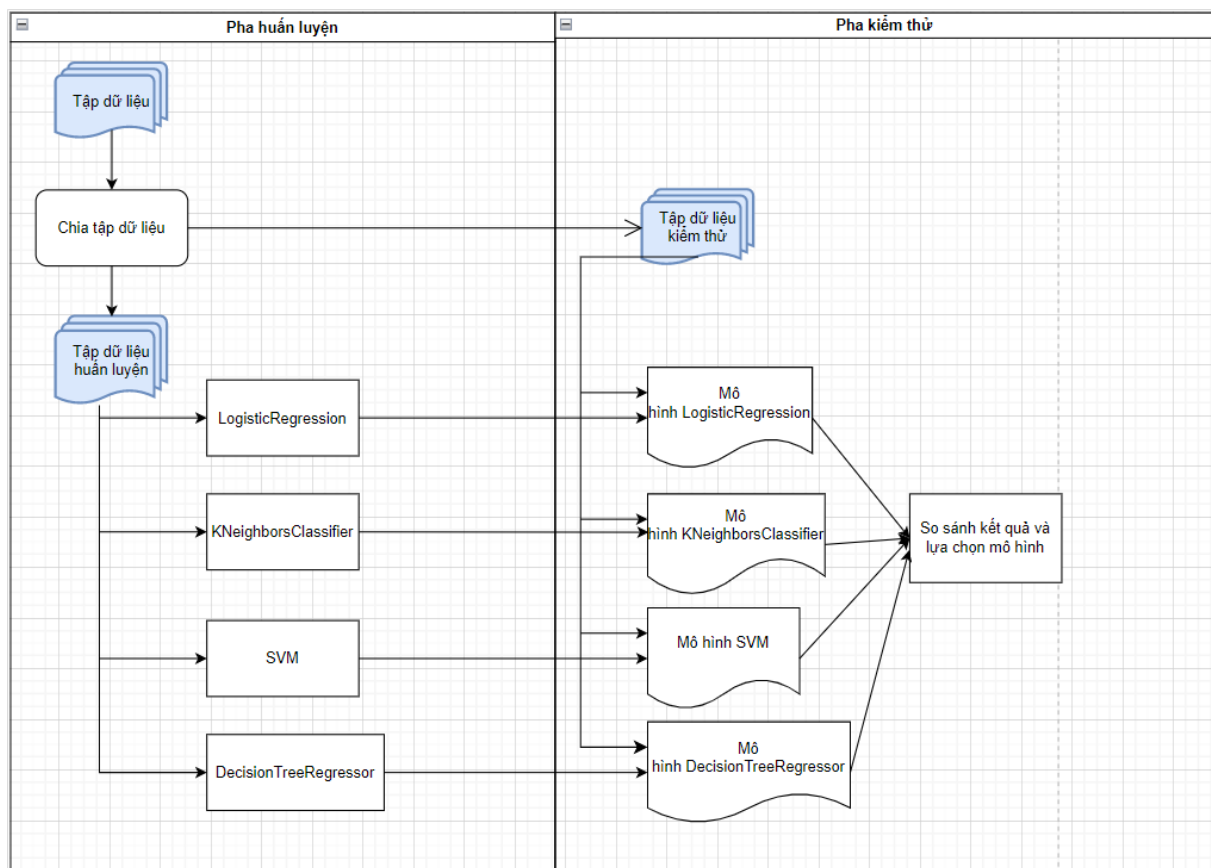 Pha huấn luyện
Pha kiểm thử
Tập dữ liệu
Chia tập dữ liệu
Tập dữ liệu
kiểm thử
Tập dữ liệu
huấn luyện
LogisticRegression
Mô
hình LogisticRegression
KNeighborsClassifier
Mô
hình KNeighborsClassifier
So sánh kết quả và
lựa chọn mô hình
SVM
Mô hình SVM
DecisionTreeRegressor
Mô
hình DecisionTreeRegressor